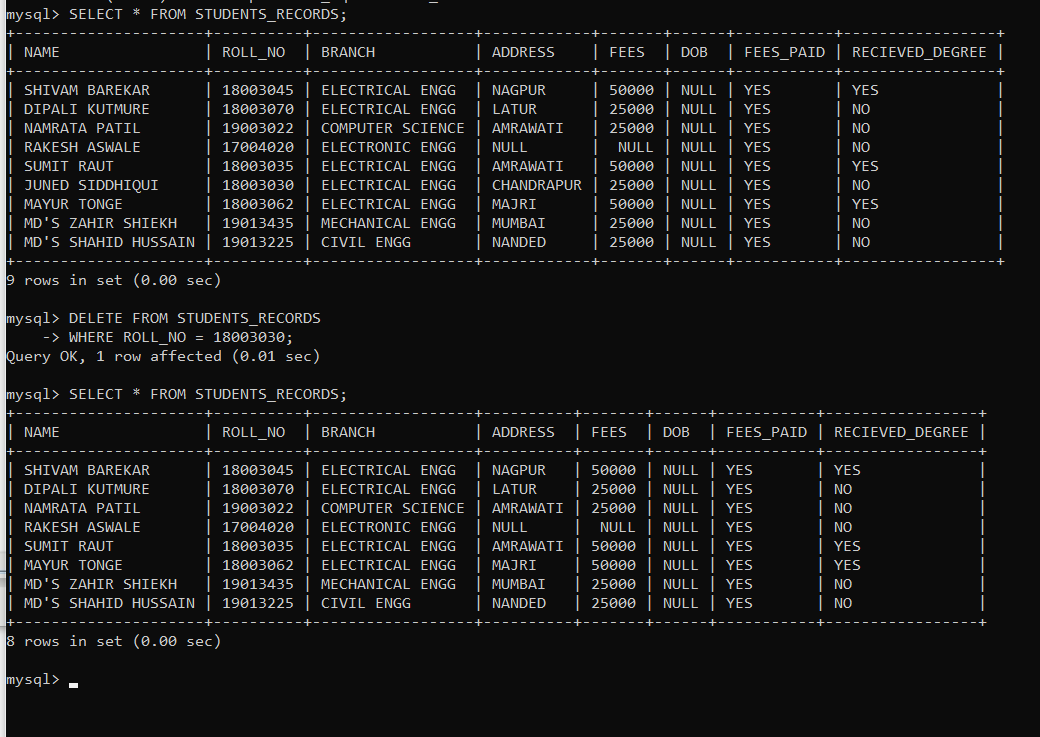 mysql> SELECT * FROM STUDENTS_RECORDS;
+---------------------+----------+------------------+------------+-------+------+-----------+-----------------+
| NAME                | ROLL_NO  | BRANCH           | ADDRESS    | FEES  | DOB  | FEES_PAID | RECIEVED_DEGREE |
+---------------------+----------+------------------+------------+-------+------+-----------+-----------------+
| SHIVAM BAREKAR      | 18003045 | ELECTRICAL ENGG  | NAGPUR     | 50000 | NULL | YES       | YES             |
| DIPALI KUTMURE      | 18003070 | ELECTRICAL ENGG  | LATUR      | 25000 | NULL | YES       | NO              |
| NAMRATA PATIL       | 19003022 | COMPUTER SCIENCE | AMRAWATI   | 25000 | NULL | YES       | NO              |
| RAKESH ASWALE       | 17004020 | ELECTRONIC ENGG  | NULL       |  NULL | NULL | YES       | NO              |
| SUMIT RAUT          | 18003035 | ELECTRICAL ENGG  | AMRAWATI   | 50000 | NULL | YES       | YES             |
| JUNED SIDDHIQUI     | 18003030 | ELECTRICAL ENGG  | CHANDRAPUR | 25000 | NULL | YES       | NO              |
| MAYUR TONGE         | 18003062 | ELECTRICAL ENGG  | MAJRI      | 50000 | NULL | YES       | YES             |
| MD'S ZAHIR SHIEKH   | 19013435 | MECHANICAL ENGG  | MUMBAI     | 25000 | NULL | YES       | NO              |
| MD'S SHAHID HUSSAIN | 19013225 | CIVIL ENGG       | NANDED     | 25000 | NULL | YES       | NO              |
+---------------------+----------+------------------+------------+-------+------+-----------+-----------------+
9 rows in set (0.00 sec)

mysql> DELETE FROM STUDENTS_RECORDS
    -> WHERE ROLL_NO = 18003030;
Query OK, 1 row affected (0.01 sec)

mysql> SELECT * FROM STUDENTS_RECORDS;
+---------------------+----------+------------------+----------+-------+------+-----------+-----------------+
| NAME                | ROLL_NO  | BRANCH           | ADDRESS  | FEES  | DOB  | FEES_PAID | RECIEVED_DEGREE |
+---------------------+----------+------------------+----------+-------+------+-----------+-----------------+
| SHIVAM BAREKAR      | 18003045 | ELECTRICAL ENGG  | NAGPUR   | 50000 | NULL | YES       | YES             |
| DIPALI KUTMURE      | 18003070 | ELECTRICAL ENGG  | LATUR    | 25000 | NULL | YES       | NO              |
| NAMRATA PATIL       | 19003022 | COMPUTER SCIENCE | AMRAWATI | 25000 | NULL | YES       | NO              |
| RAKESH ASWALE       | 17004020 | ELECTRONIC ENGG  | NULL     |  NULL | NULL | YES       | NO              |
| SUMIT RAUT          | 18003035 | ELECTRICAL ENGG  | AMRAWATI | 50000 | NULL | YES       | YES             |
| MAYUR TONGE         | 18003062 | ELECTRICAL ENGG  | MAJRI    | 50000 | NULL | YES       | YES             |
| MD'S ZAHIR SHIEKH   | 19013435 | MECHANICAL ENGG  | MUMBAI   | 25000 | NULL | YES       | NO              |
| MD'S SHAHID HUSSAIN | 19013225 | CIVIL ENGG       | NANDED   | 25000 | NULL | YES       | NO              |
+---------------------+----------+------------------+----------+-------+------+-----------+-----------------+
8 rows in set (0.00 sec)

mysql>